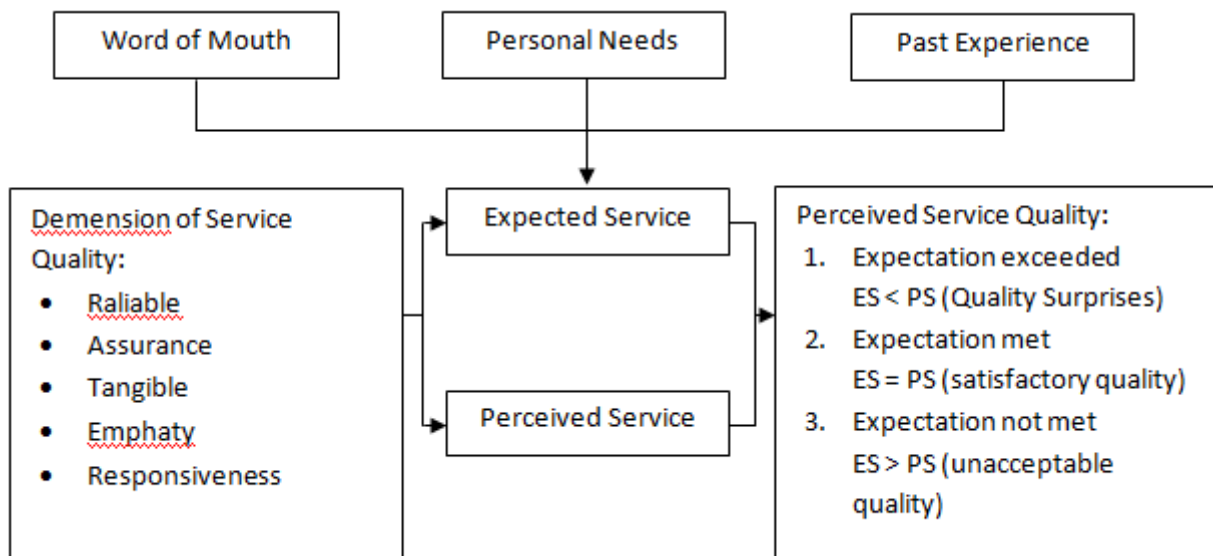 Word of Mouth
Personal Needs
Past Experience
Demension of Service
Quality:
• Raliable
• Assurance
• Tangible
• Emphaty
• Responsiveness
Expected Service
Perceived Service
Perceived Service Quality:
1. Expectation exceeded
ES < PS (Quality Surprises)
2. Expectation met
ES = PS (satisfactory quality)
3. Expectation not met
ES > PS (unacceptable
quality)